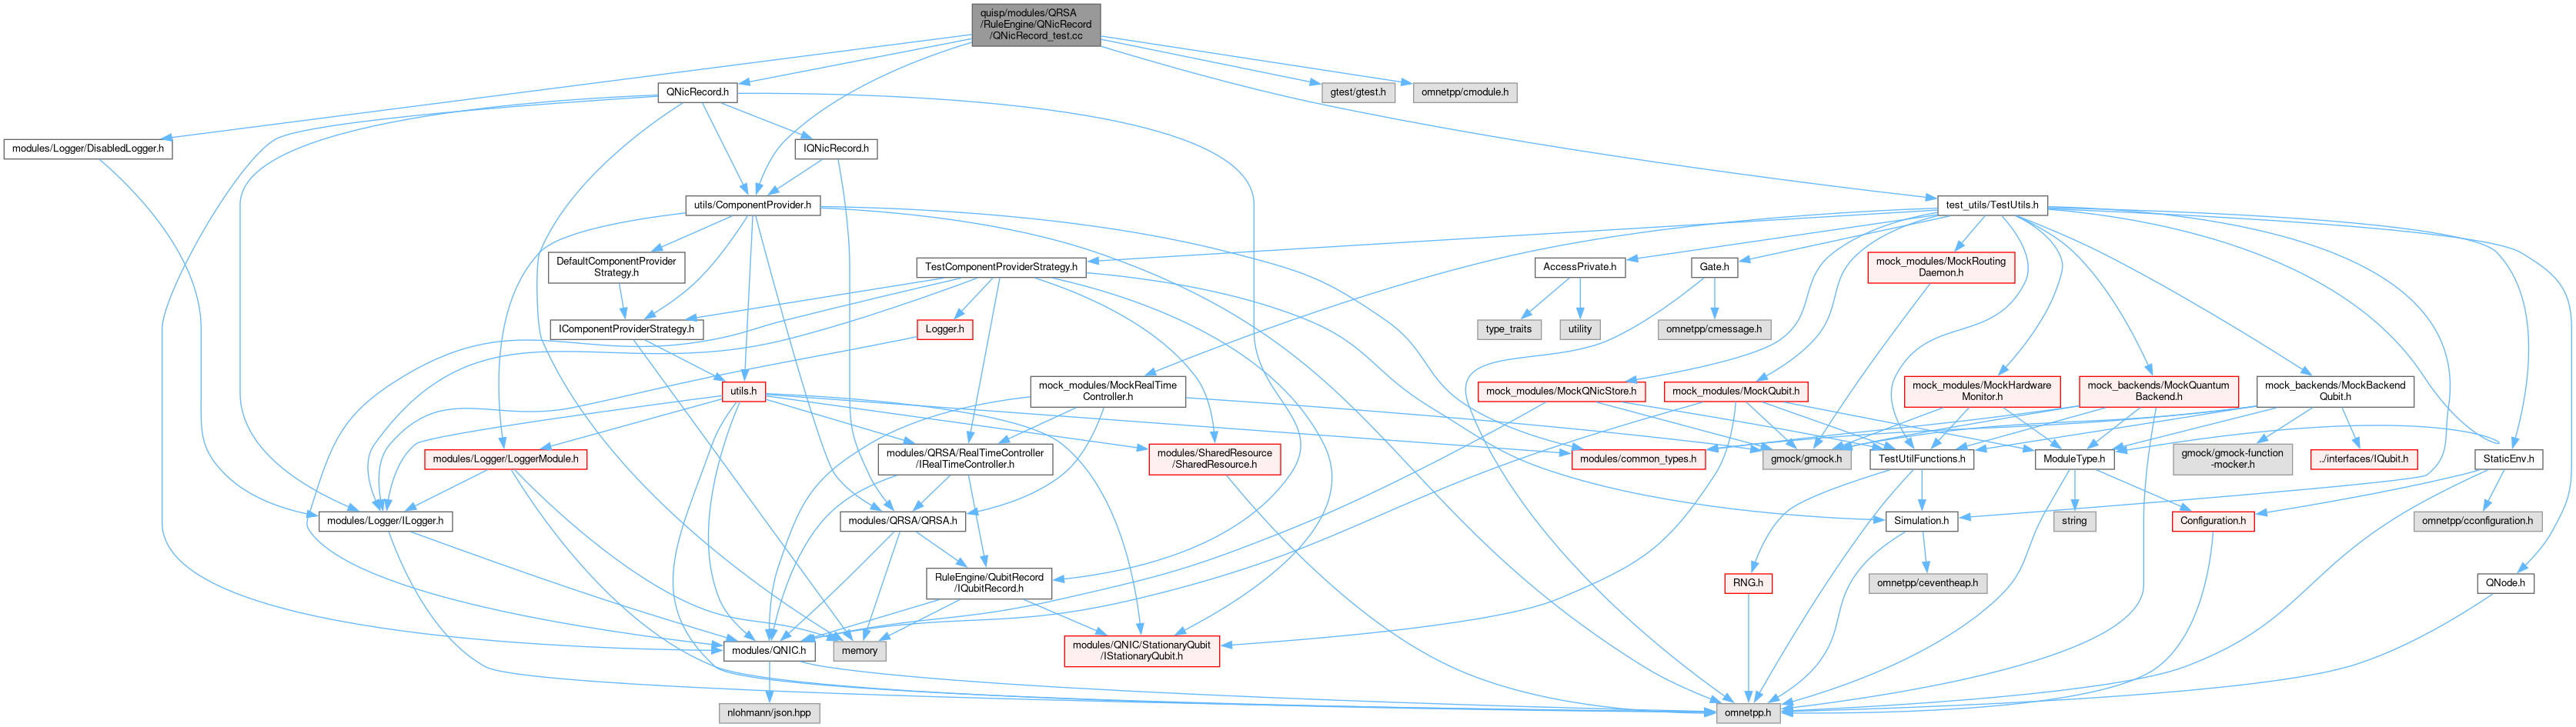 quisp/modules/QRSA
/RuleEngine/QNicRecord
/QNicRecord_test.cc
QNicRecord.h
gtest/gtest.h
omnetpp/cmodule.h
modules/Logger/DisabledLogger.h
IQNicRecord.h
utils/ComponentProvider.h
test_utils/TestUtils.h
DefaultComponentProvider
Strategy.h
TestComponentProviderStrategy.h
AccessPrivate.h
Gate.h
mock_modules/MockRouting
Daemon.h
IComponentProviderStrategy.h
Logger.h
type_traits
utility
omnetpp/cmessage.h
utils.h
mock_modules/MockRealTime
Controller.h
mock_modules/MockQNicStore.h
mock_modules/MockQubit.h
mock_modules/MockHardware
Monitor.h
mock_backends/MockQuantum
Backend.h
mock_backends/MockBackend
Qubit.h
modules/Logger/LoggerModule.h
modules/QRSA/RealTimeController
/IRealTimeController.h
modules/SharedResource
/SharedResource.h
modules/common_types.h
gmock/gmock.h
TestUtilFunctions.h
ModuleType.h
gmock/gmock-function
-mocker.h
../interfaces/IQubit.h
StaticEnv.h
modules/Logger/ILogger.h
modules/QRSA/QRSA.h
Simulation.h
string
Configuration.h
omnetpp/cconfiguration.h
RuleEngine/QubitRecord
/IQubitRecord.h
RNG.h
omnetpp/ceventheap.h
QNode.h
modules/QNIC.h
memory
modules/QNIC/StationaryQubit
/IStationaryQubit.h
nlohmann/json.hpp
omnetpp.h